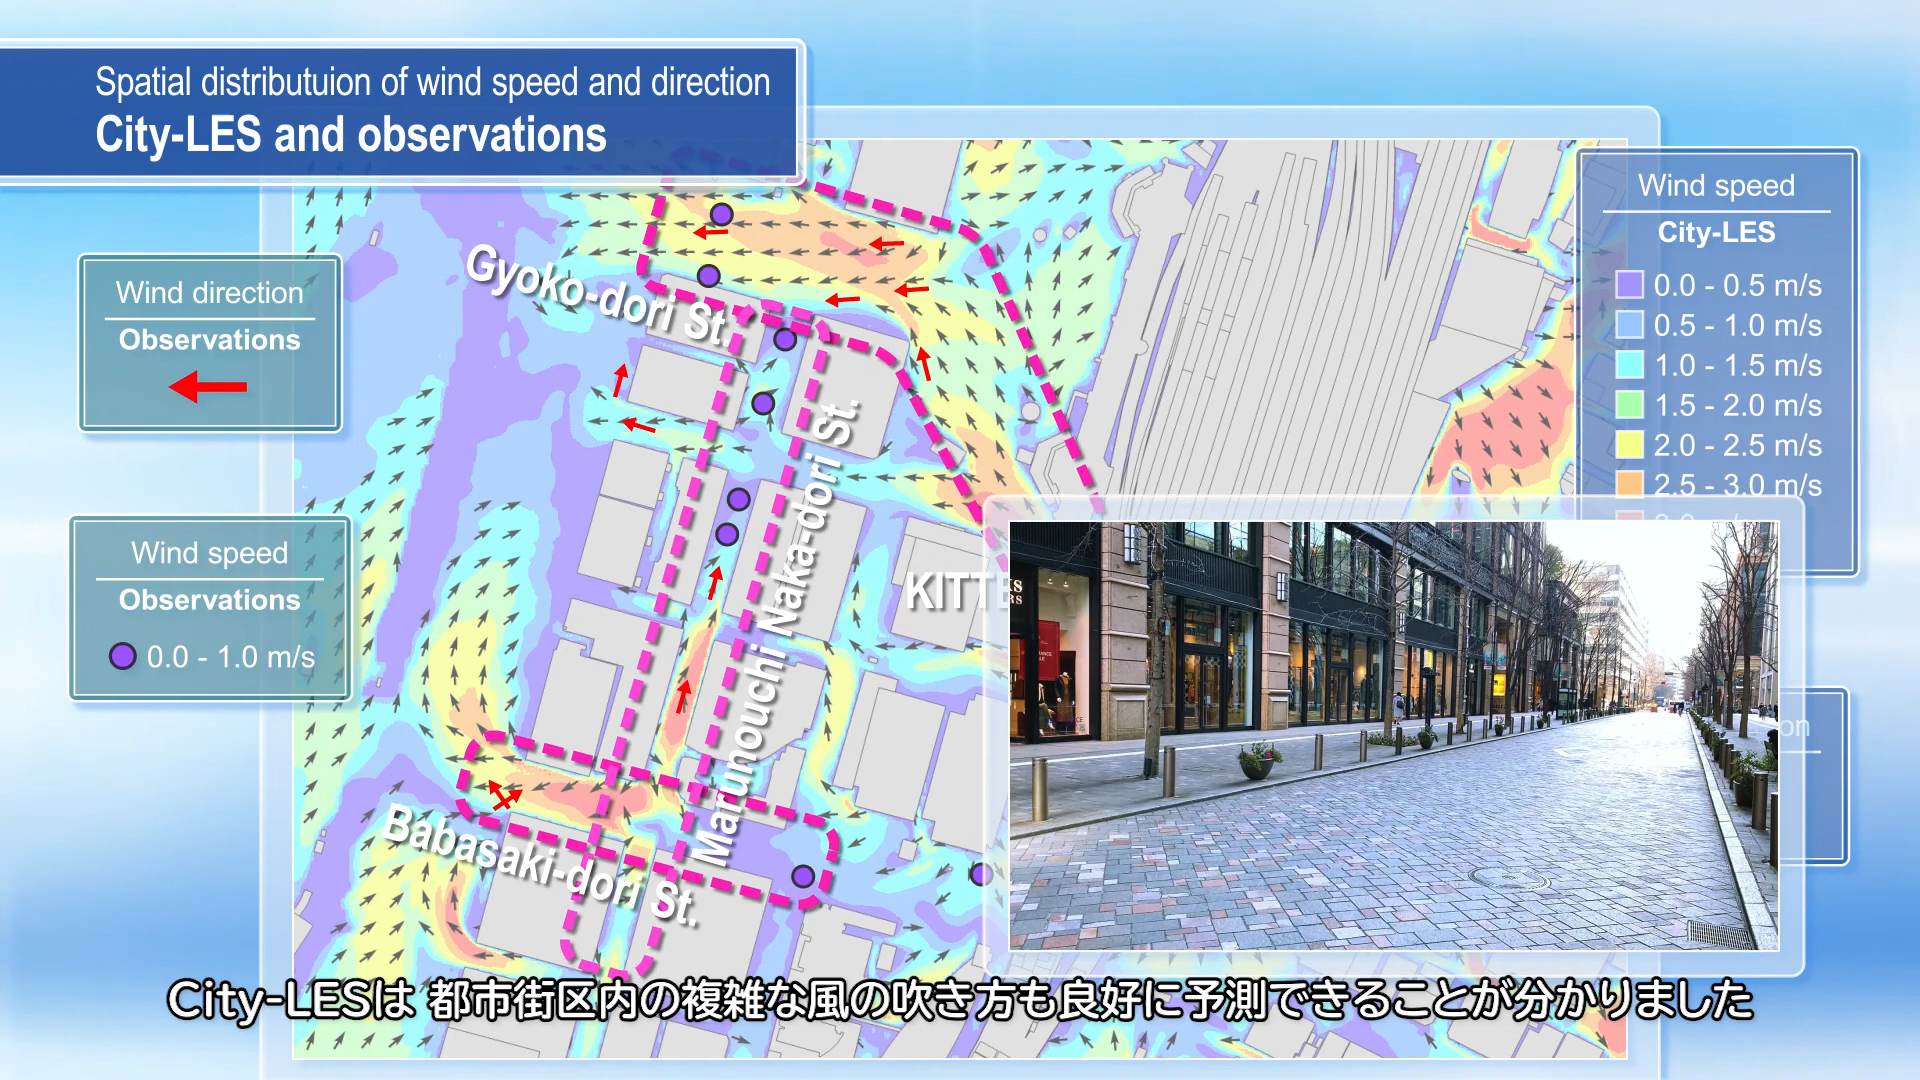 Spatial distributuion of wind speed and direction
City-LES and observations
Wind direction
Observations
Wind speed
Observations
0.0 - 1.0 m/s
Gyoko-dori St.
Marunouchi Naka-dori St.
Babasaki-dori St.
KITTE
Wind speed
City-LES
0.0 - 0.5 m/s
0.5 - 1.0 m/s
1.0 - 1.5 m/s
1.5 - 2.0 m/s
2.0 - 2.5 m/s
2.5 - 3.0 m/s
City-LESは 都市街区内の複雑な風の吹き方も良好に予測できることが分かりました